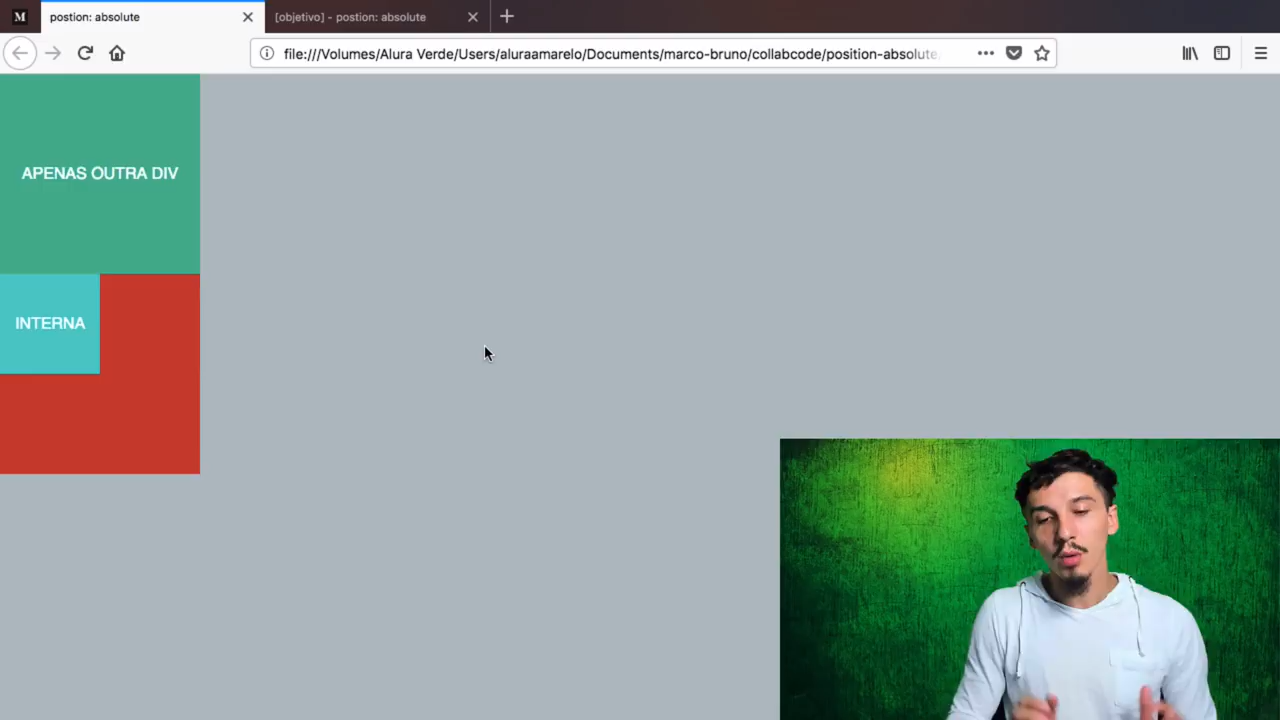 M
postion: absolute
[objetivo] - postion: absolute
file:///Volumes/Alura Verde/Users/aluraamarelo/Documents/marco-bruno/collabcode/position-absolute
APENAS OUTRA DIV
INTERNA